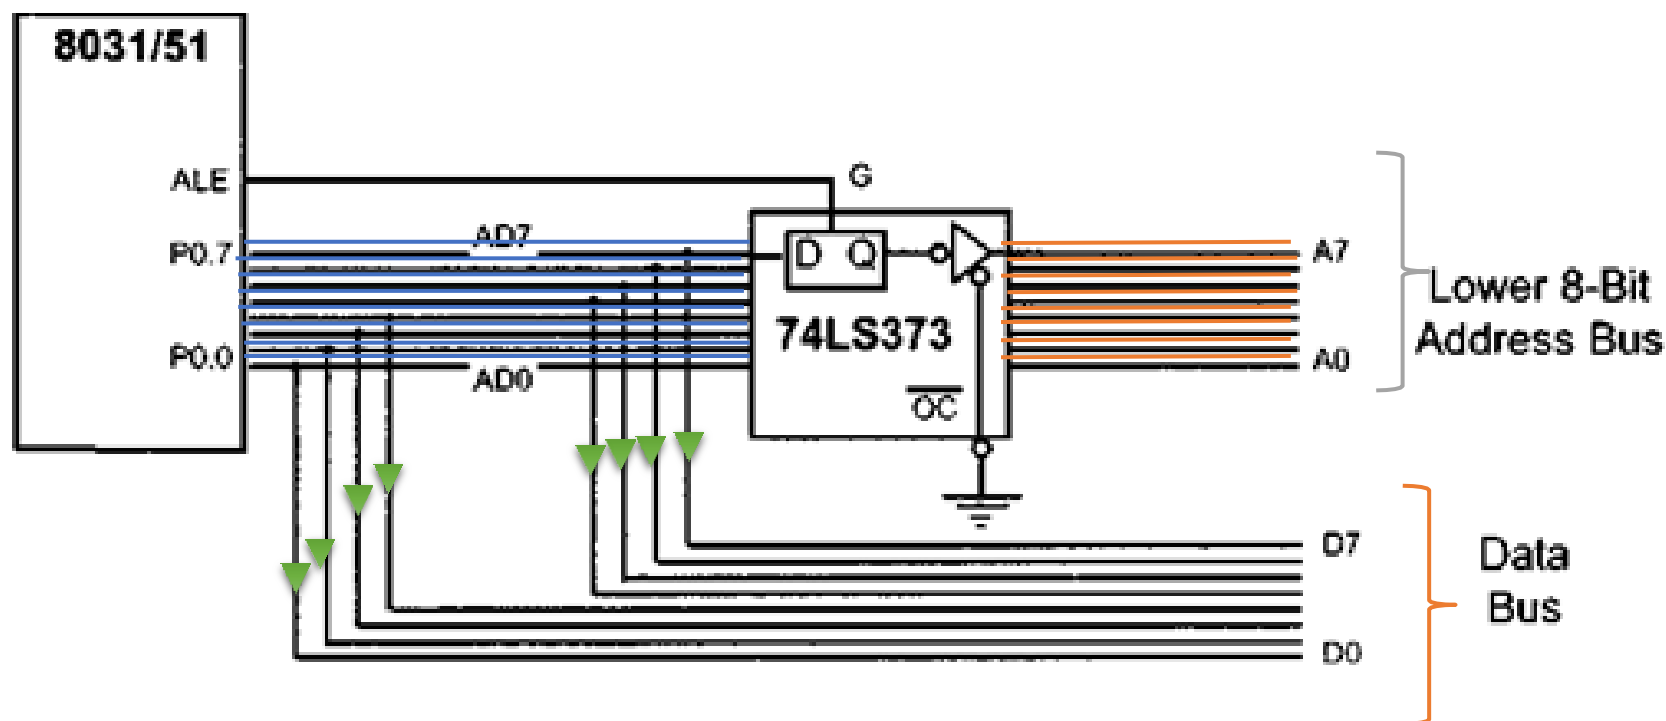 8031/51
ALE
G
AD7
P0.7
D Q
A7
Lower 8-Bit
Address Bus
74LS373
P0.0
AD0
A0
OC
D7
Data
Bus
D0